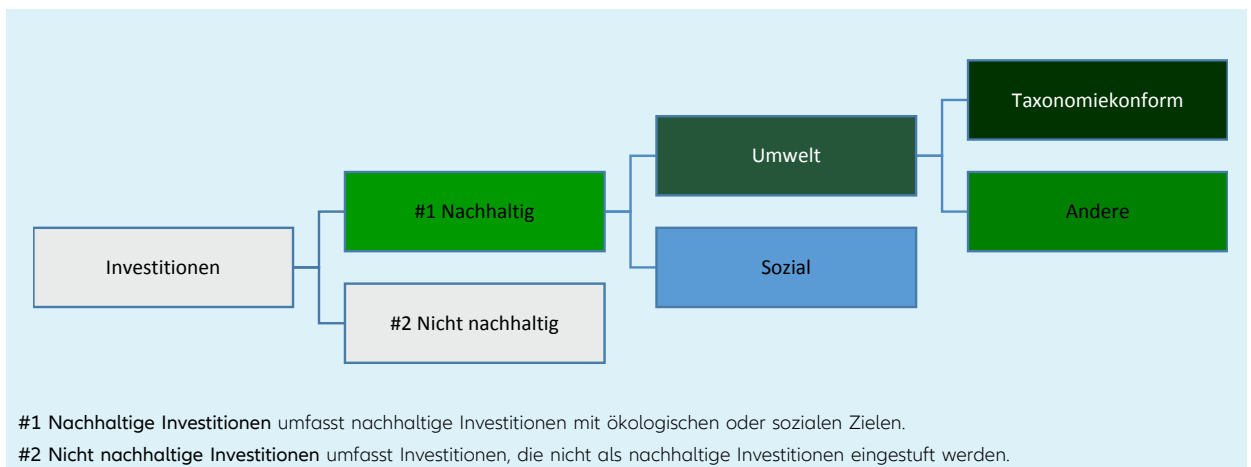 Taxonomiekonform
Umwelt
#1 Nachhaltig
Andere
Investitionen
Sozial
#2 Nicht nachhaltig
#1 Nachhaltige Investitionen umfasst nachhaltige Investitionen mit ökologischen oder sozialen Zielen.
#2 Nicht nachhaltige Investitionen umfasst Investitionen, die nicht als nachhaltige Investitionen eingestuft werden.